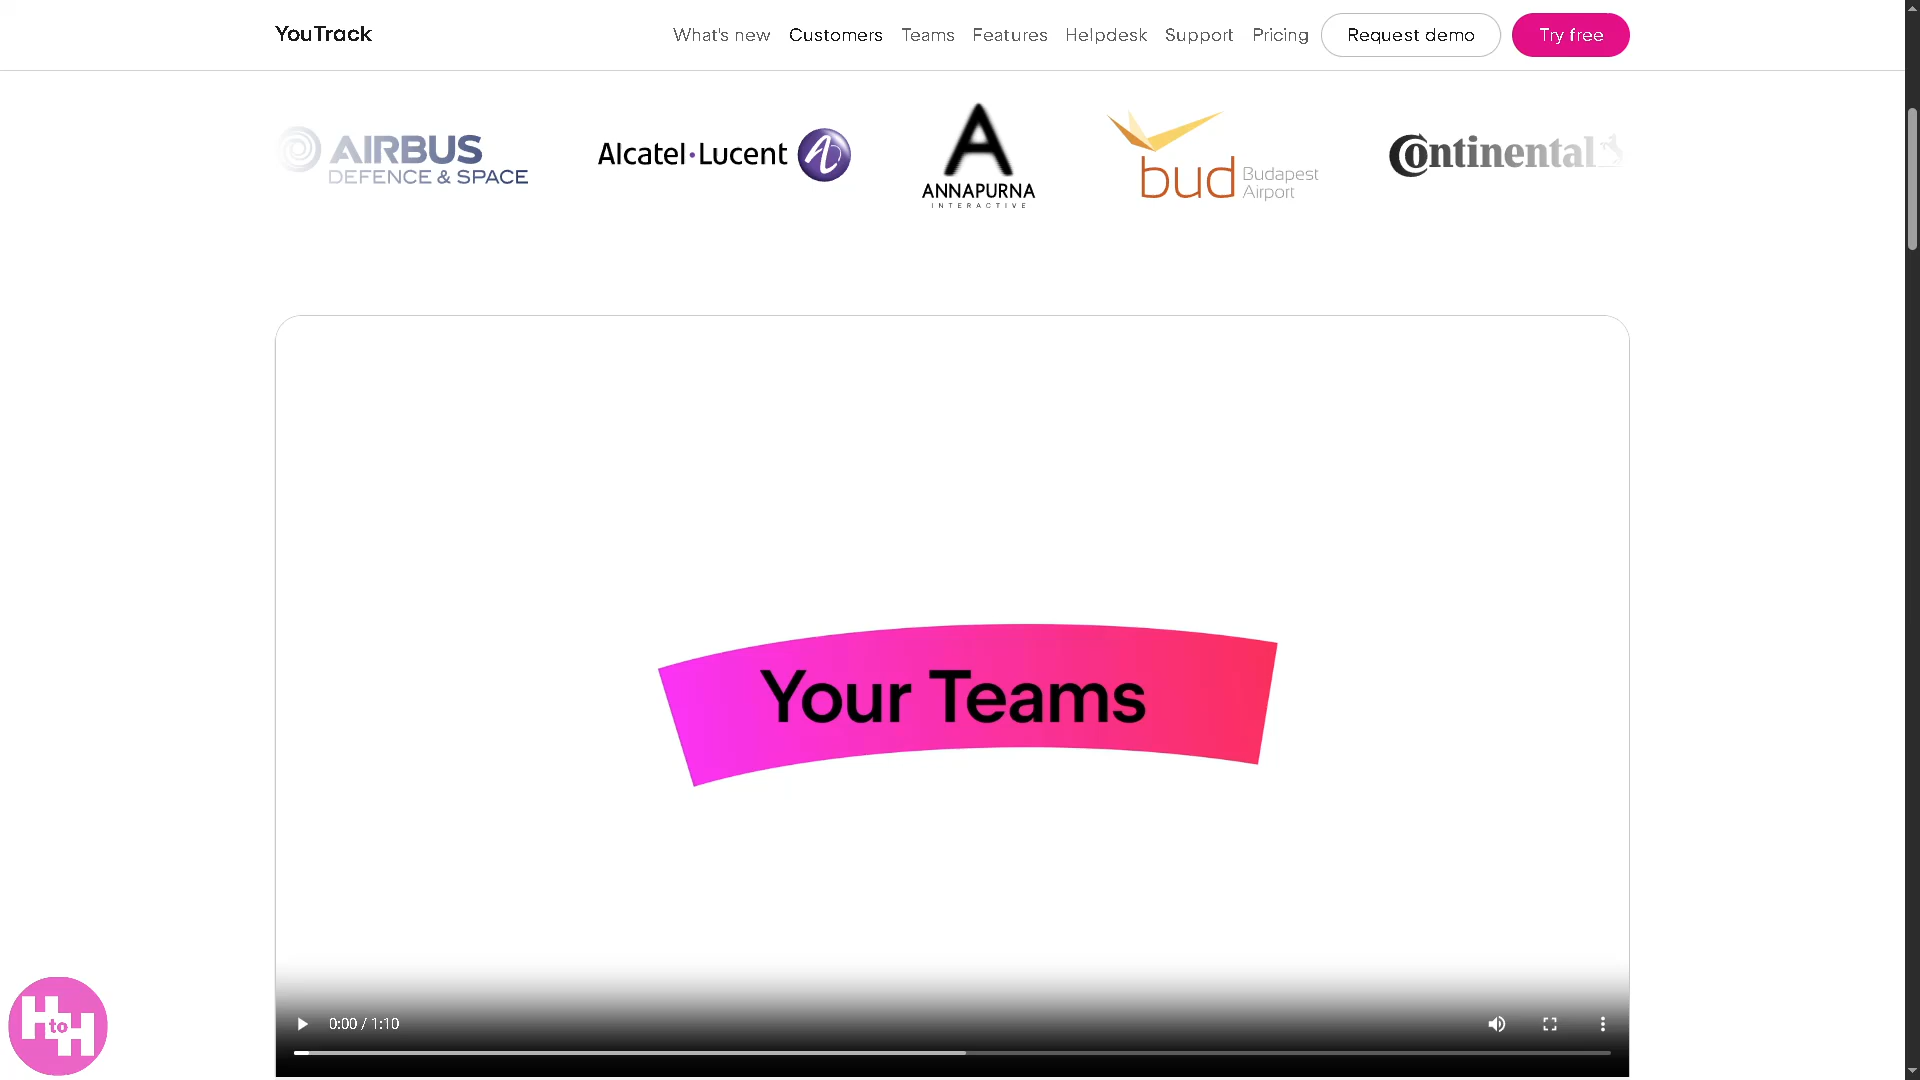 YouTrack
What's new
Customers
Teams
Features
Helpdesk
Support
Pricing
Request demo
Try free
AIRBUS
DEFENCE & SPACE
Alcatel·Lucent
ANNAPURNA
INTERACTIVE
bud
Budapest
Airport
Continental
Your Teams
0:00 / 1:10
H to H